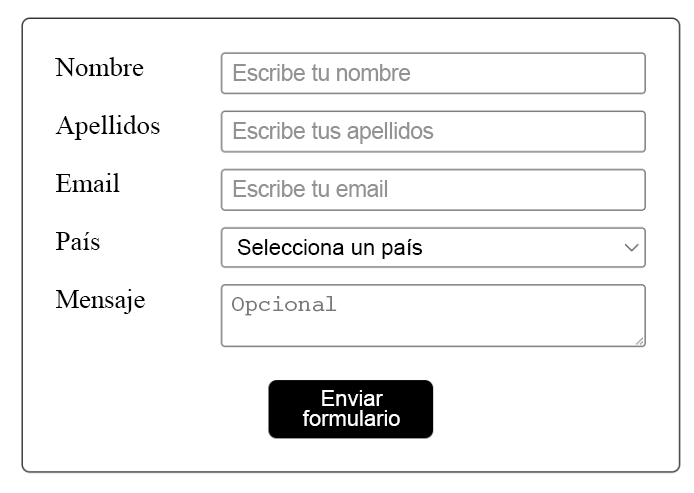 Nombre Escribe tu nombre
Apellidos Escribe tus apellidos
Email Escribe tu email
País Selecciona un país
Mensaje Opcional
Enviar
formulario